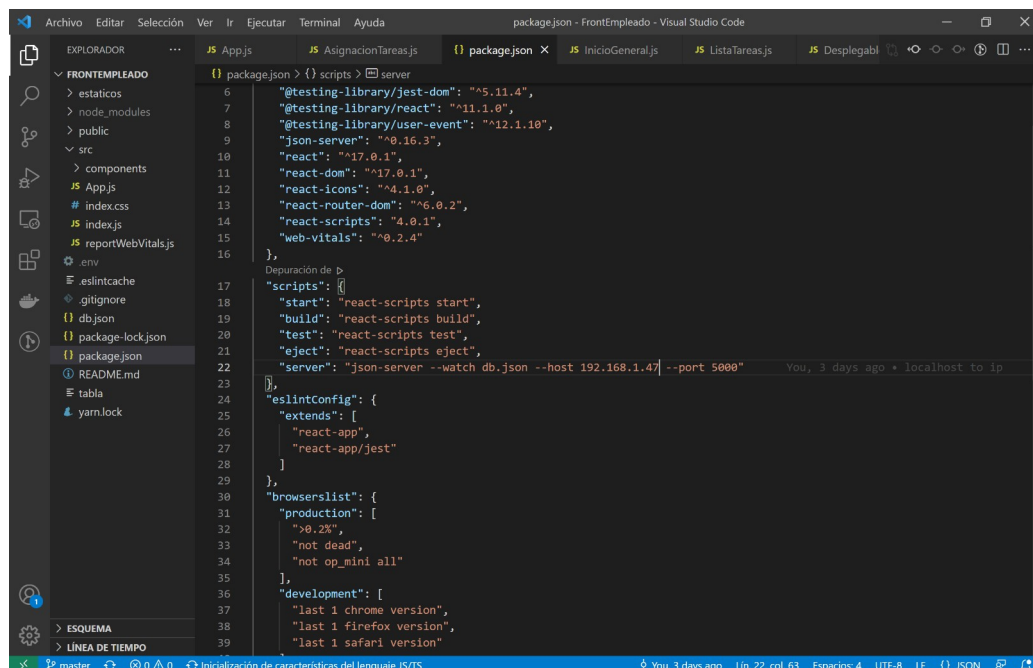 Archivo Editar Selección Ver Ir Ejecutar Terminal Ayuda package.json - FrontEmpleado - Visual Studio Code
EXPLORADOR
FRONTEMPLEADO
estaticos
node_modules
public
src
components
JS App.js
# index.css
JS index.js
JS reportWebVitals.js
.env
.eslintcache
.gitignore
{} db.json
{} package-lock.json
{} package.json
README.md
tabla
yarn.lock
ESQUEMA
LÍNEA DE TIEMPO
JS App.js JS AsignacionTareas.js {} package.json JS InicioGeneral.js JS ListaTareas.js JS Desplegabl
{} package.json > {} scripts > server
6 "@testing-library/jest-dom": "^5.11.4",
7 "@testing-library/react": "^11.1.0",
8 "@testing-library/user-event": "^12.1.10",
9 "json-server": "^0.16.3",
10 "react": "^17.0.1",
11 "react-dom": "^17.0.1",
12 "react-icons": "^4.1.0",
13 "react-router-dom": "^6.0.2",
14 "react-scripts": "4.0.1",
15 "web-vitals": "^0.2.4"
16 },
Depuración de
17 "scripts": {
18 "start": "react-scripts start",
19 "build": "react-scripts build",
20 "test": "react-scripts test",
21 "eject": "react-scripts eject",
22 "server": "json-server --watch db.json --host 192.168.1.47 --port 5000" You, 3 days ago • localhost to ip
23 },
24 "eslintConfig": {
25 "extends": [
26 "react-app",
27 "react-app/jest"
28 ]
29 },
30 "browserslist": {
31 "production": [
32 ">0.2%",
33 "not dead",
34 "not op_mini all"
35 ],
36 "development": [
37 "last 1 chrome version",
38 "last 1 firefox version",
39 "last 1 safari version"
1
master 0 0 Inicialización de características del lenguaje JS/TS You, 3 days ago Lín. 22, col. 63 Espacios: 4 UTF-8 LF {} JSON